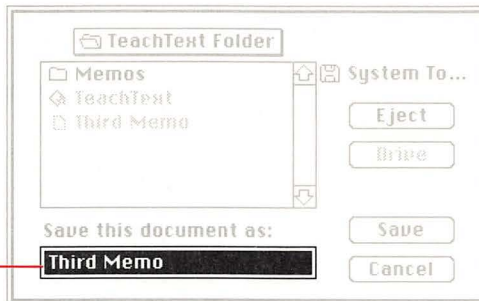 TeachText Folder
Memos
TeachText
Third Memo
System To...
Eject
Drive
Save this document as:
Third Memo
Save
Cancel